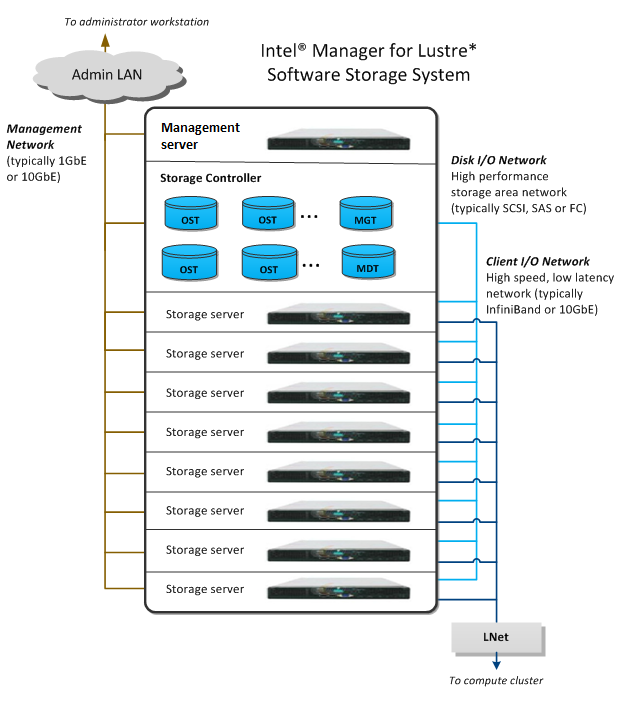 To administrator workstation
Intel® Manager for Lustre*
Software Storage System
Admin LAN
Management
Network
(typically 1GbE
or 10GbE)
Management
server
Storage Controller
OST
OST
...
MGT
OST
OST
...
MDT
Disk I/O Network
High performance
storage area network
(typically SCSI, SAS or FC)
Client I/O Network
High speed, low latency
network (typically
InfiniBand or 10GbE)
Storage server
Storage server
Storage server
Storage server
Storage server
Storage server
Storage server
Storage server
LNet
To compute cluster